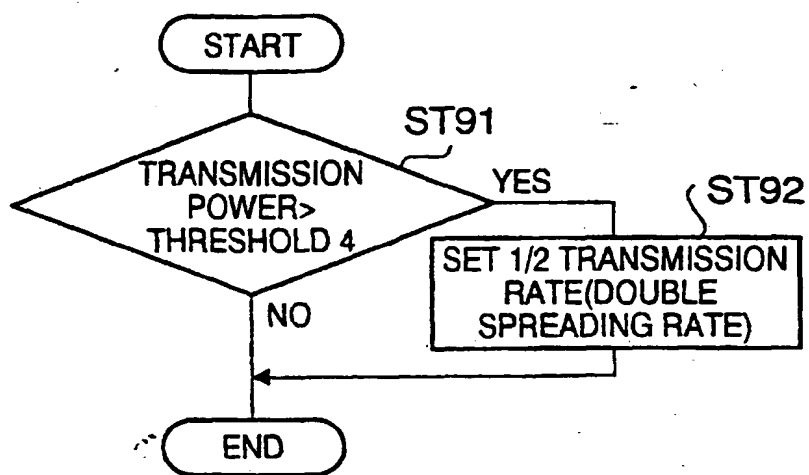 START
ST91
TRANSMISSION
POWER>
THRESHOLD 4
YES
ST92
SET 1/2 TRANSMISSION
RATE(DOUBLE
SPREADING RATE)
NO
END